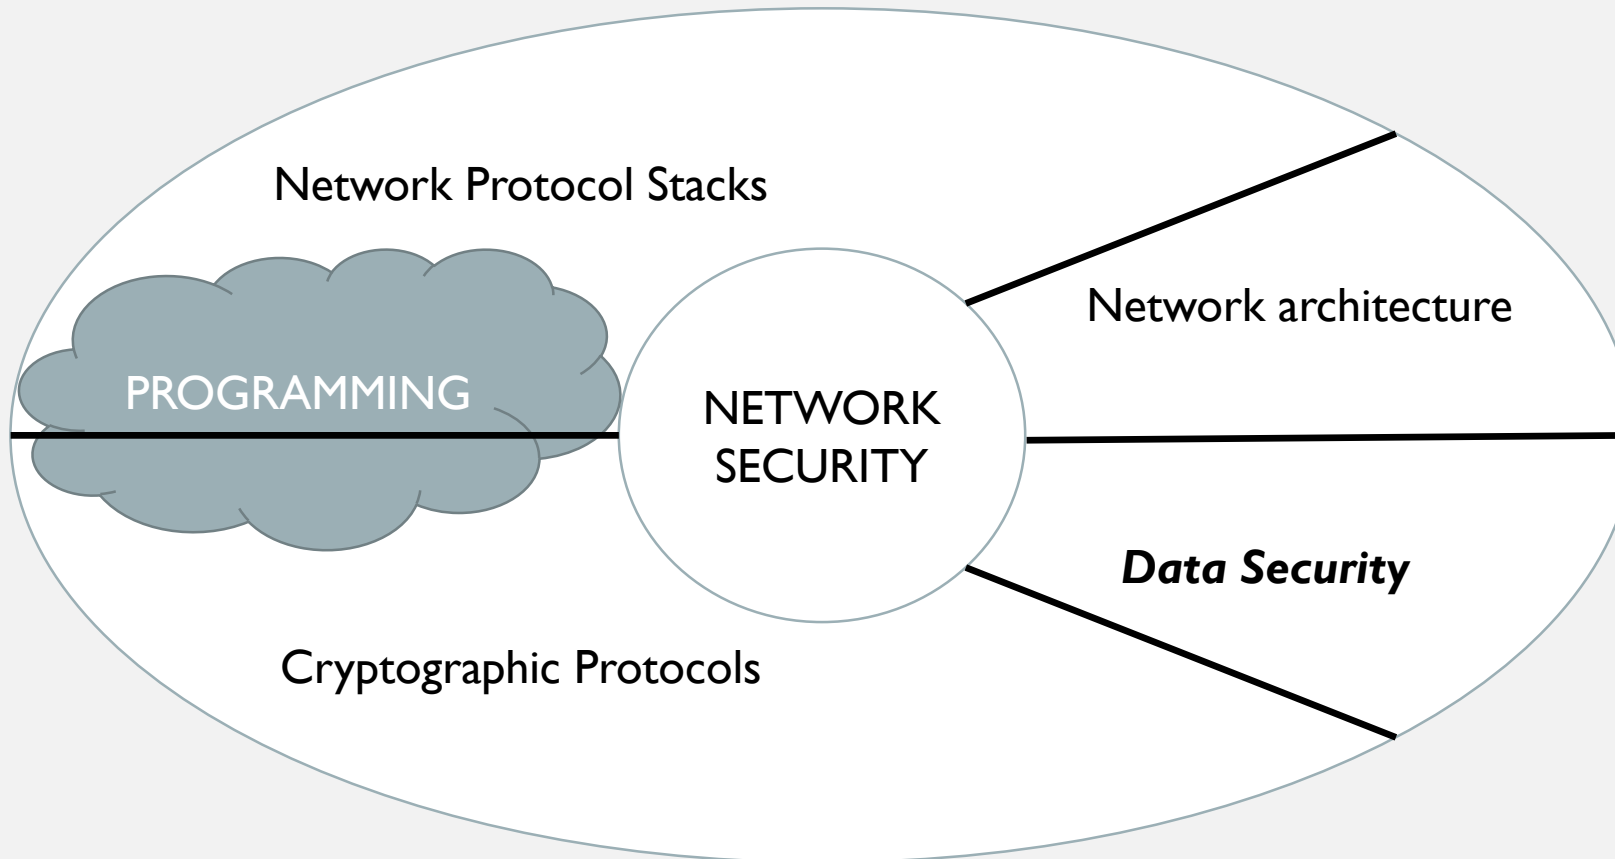 Network Protocol Stacks
Network architecture
PROGRAMMING
NETWORK
SECURITY
Data Security
Cryptographic Protocols